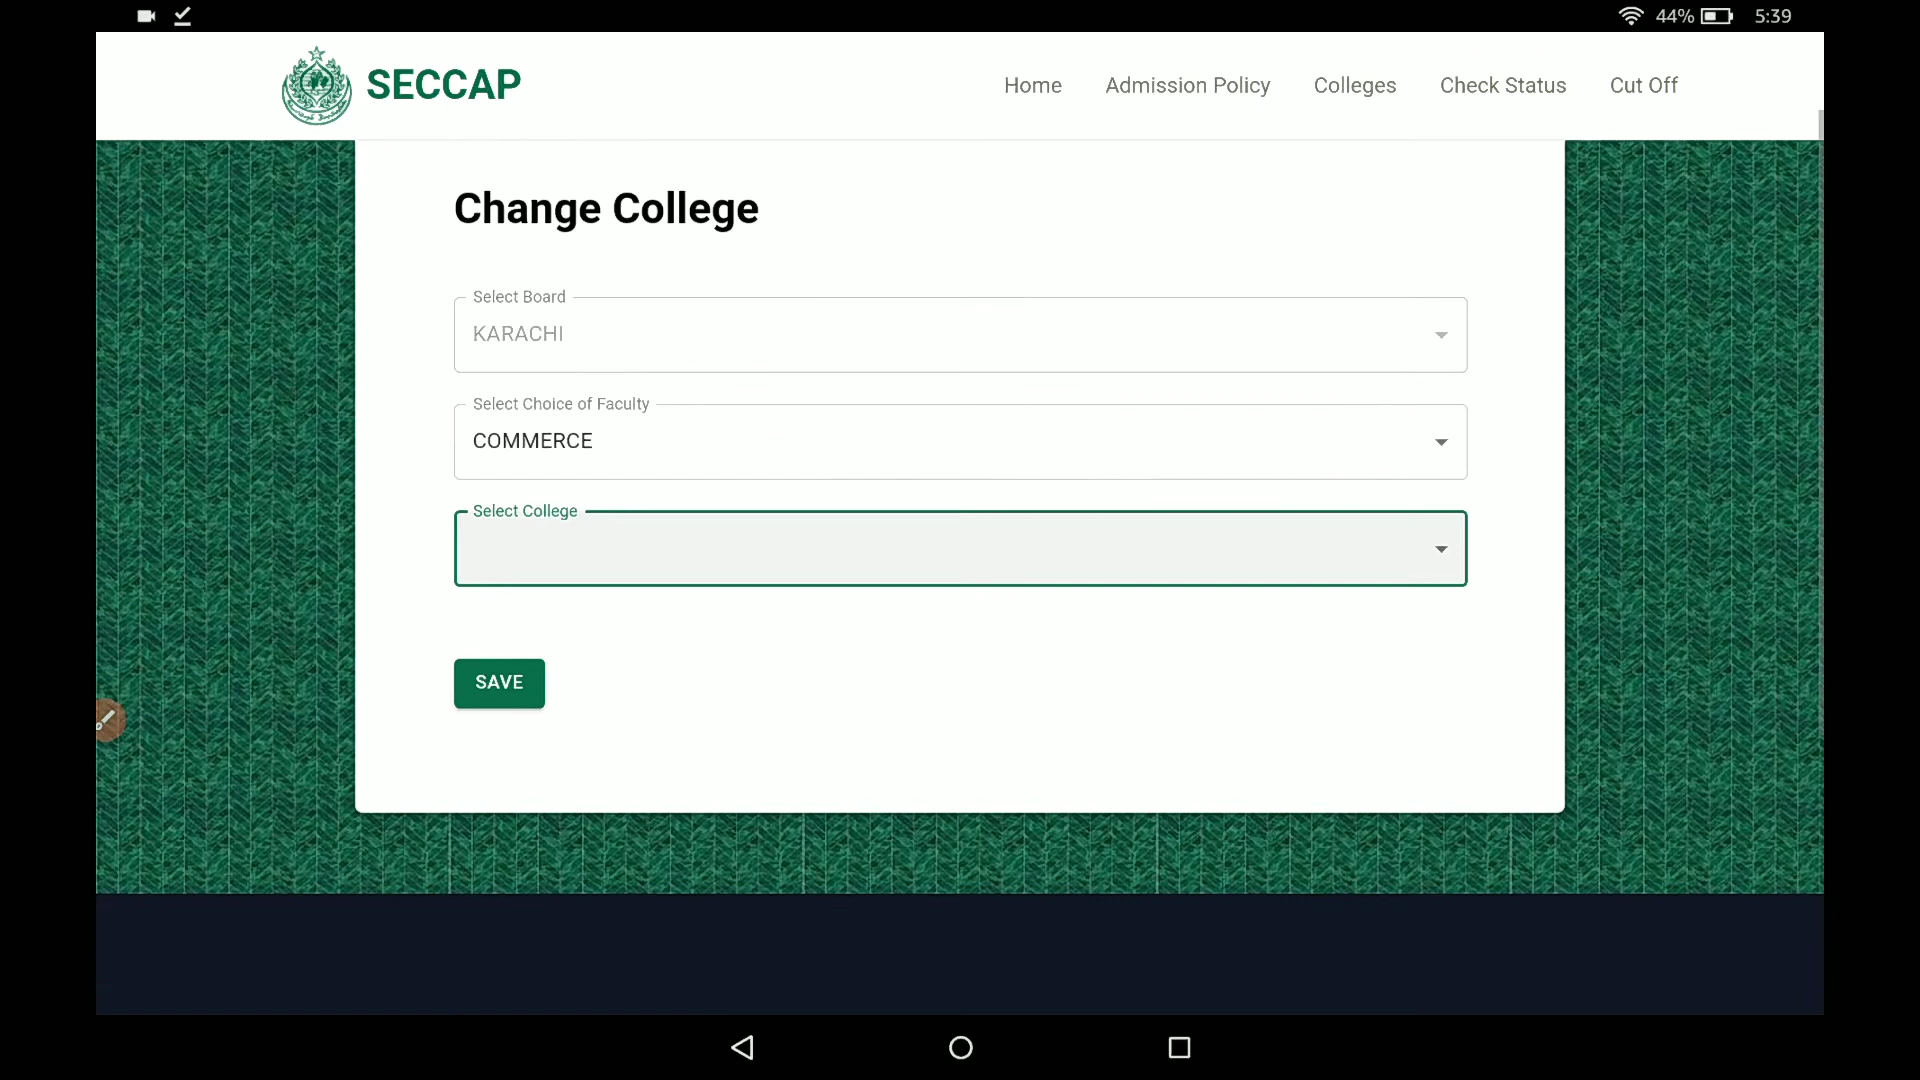 44% 5:39
SECCAP
Home Admission Policy Colleges Check Status Cut Off
Change College
Select Board
KARACHI
Select Choice of Faculty
COMMERCE
Select College
SAVE